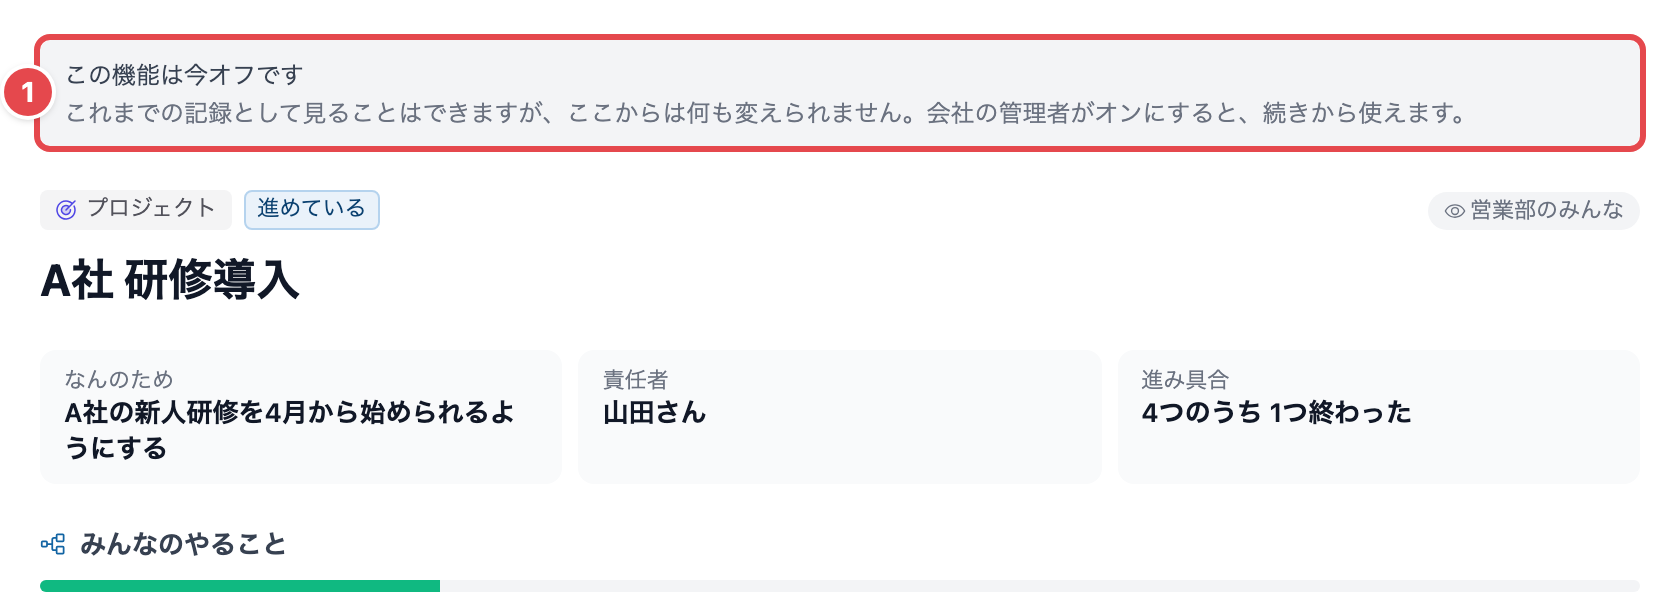 この機能は今オフです
1
これまでの記録として見ることはできますが、ここからは何も変えられません。会社の管理者がオンにすると、続きから使えます。
プロジェクト
進めている
営業部のみんな
A社 研修導入
なんのため
A社の新人研修を4月から始められるよ
うにする
責任者
山田さん
進み具合
4つのうち 1つ終わった
みんなのやること